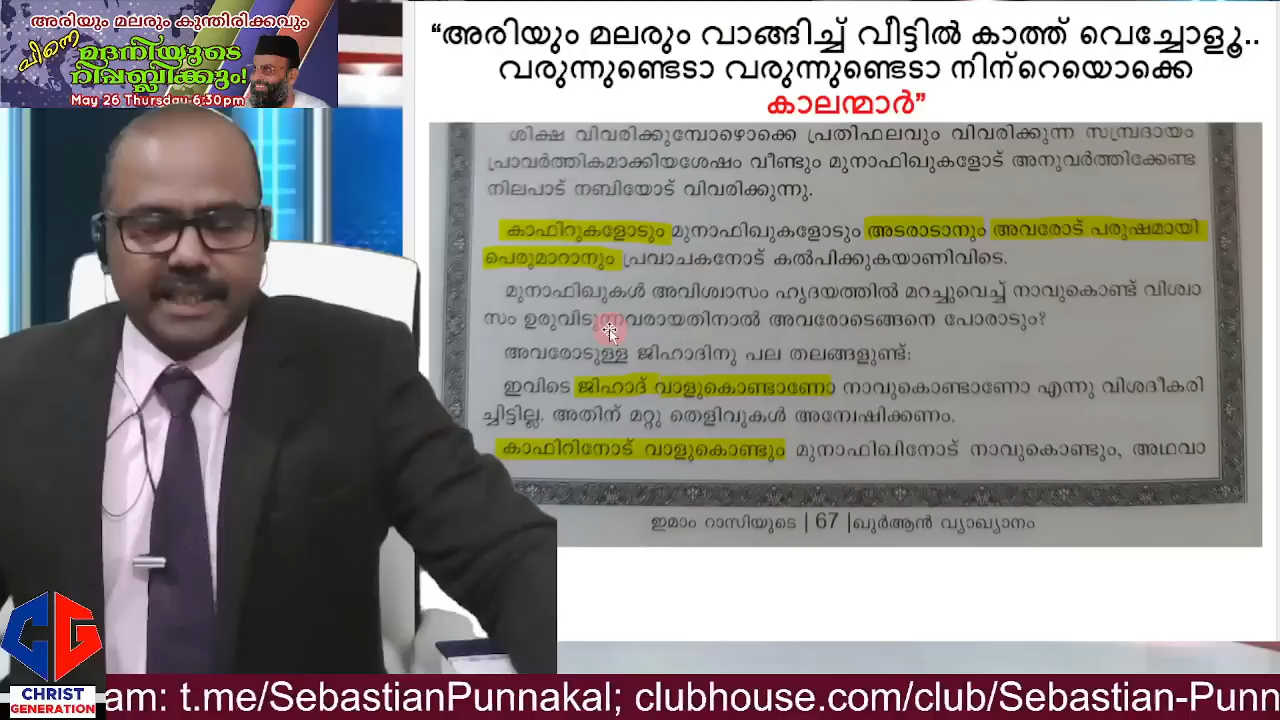 അരിയും മലരും കുന്തിരിക്കവും
പിന്നെ മദനിയുടെ
റിപ്പബ്ലിക്കും!
May 26 Thursday 6:30pm
“അരിയും മലരും വാങ്ങിച്ച് വീട്ടിൽ കാത്ത് വെച്ചോളൂ..
വരുന്നുണ്ടെടാ വരുന്നുണ്ടെടാ നിന്റെയൊക്കെ
കാലന്മാർ”
ശിക്ഷ വിവരിക്കുമ്പോഴൊക്കെ പ്രതിഫലവും വിവരിക്കുന്ന സമ്പ്രദായം
പ്രാവർത്തികമാക്കിയശേഷം വീണ്ടും മുനാഫിഖുകളോട് അനുവർത്തിക്കേണ്ട
നിലപാട് നബിയോട് വിവരിക്കുന്നു.
കാഫിറുകളോടും മുനാഫിഖുകളോടും അടരാടാനും അവരോട് പരുഷമായി
പെരുമാറാനും പ്രവാചകനോട് കൽപിക്കുകയാണിവിടെ.
മുനാഫിഖുകൾ അവിശ്വാസം ഹൃദയത്തിൽ മറച്ചുവെച്ച് നാവുകൊണ്ട് വിശ്വാ
സം ഉരുവിടുന്നവരായതിനാൽ അവരോടെങ്ങനെ പോരാടും?
അവരോടുള്ള ജിഹാദിനു പല തലങ്ങളുണ്ട്:
ഇവിടെ ജിഹാദ് വാളുകൊണ്ടാണോ നാവുകൊണ്ടാണോ എന്നു വിശദീകരി
ച്ചിട്ടില്ല. അതിന് മറ്റു തെളിവുകൾ അന്വേഷിക്കണം.
കാഫിറിനോട് വാളുകൊണ്ടും മുനാഫിഖിനോട് നാവുകൊണ്ടും, അഥവാ
ഇമാം റാസിയുടെ | 67 | ഖുർആൻ വ്യാഖ്യാനം
CG
CHRIST
GENERATION
am: t.me/SebastianPunnakal; clubhouse.com/club/Sebastian-Punn